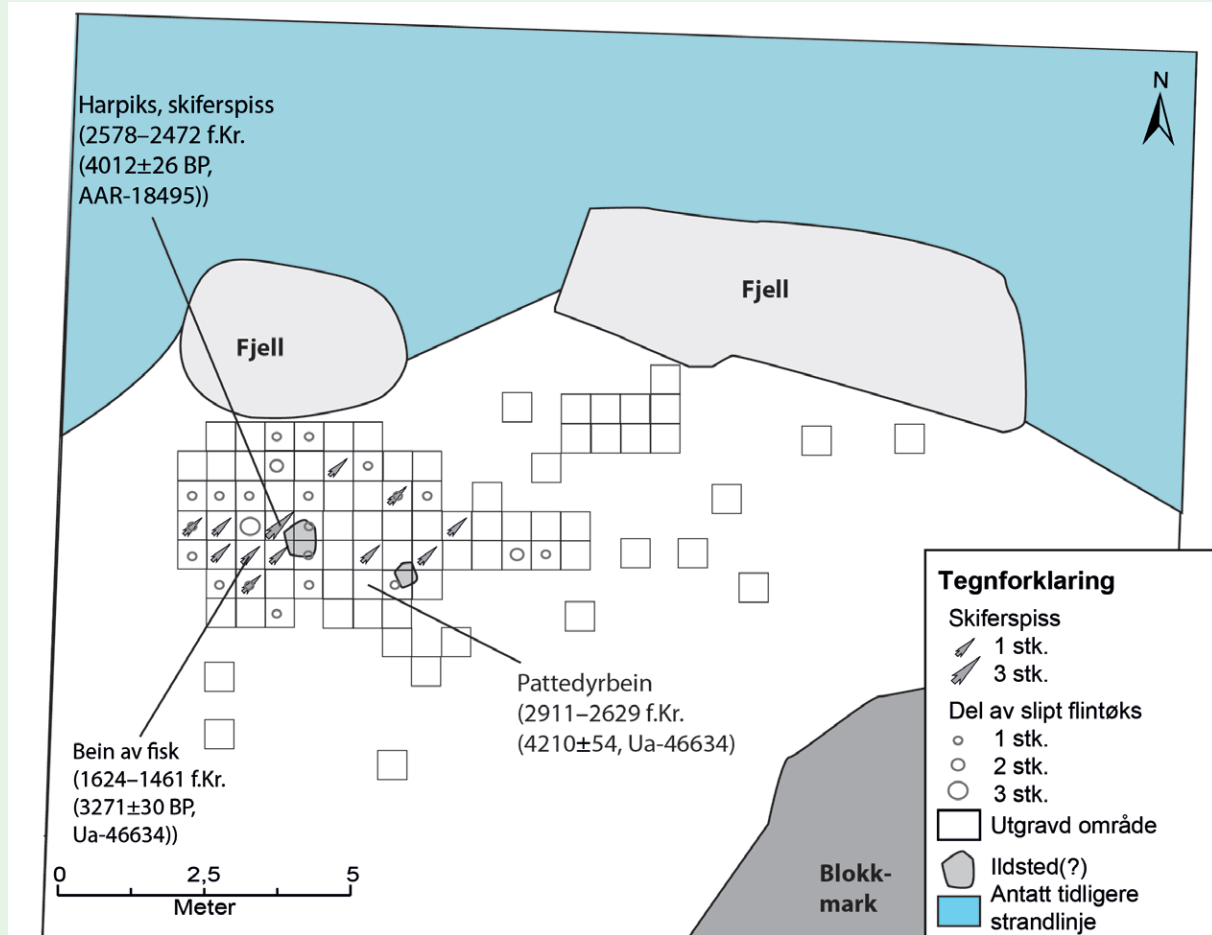 N
Harpiks, skiferspiss
(2578–2472 f.Kr.
(4012±26 BP,
AAR-18495))
Fjell
Fjell
Pattedyrbein
(2911–2629 f.Kr.
(4210±54, Ua-46634)
Bein av fisk
(1624–1461 f.Kr.
(3271±30 BP,
Ua-46634))
0 2,5 5
Meter
Blokk-
mark
Tegnforklaring
Skiferspiss
1 stk.
3 stk.
Del av slipt flintøks
1 stk.
2 stk.
3 stk.
Utgravd område
Ildsted(?)
Antatt tidligere
strandlinje